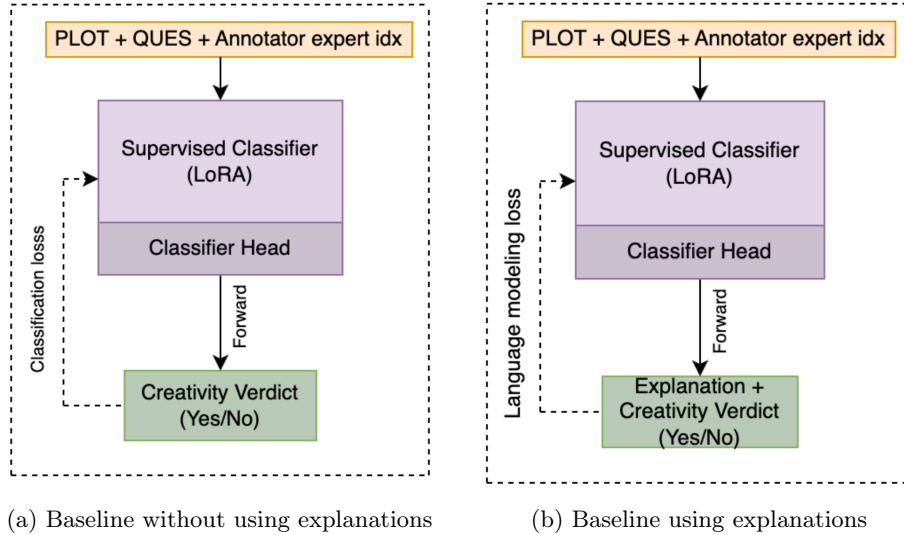 PLOT + QUES + Annotator expert idx
Supervised Classifier
(LoRA)
Classifier Head
Classification losss
Forward
Creativity Verdict
(Yes/No)
(a) Baseline without using explanations
PLOT + QUES + Annotator expert idx
Supervised Classifier
(LoRA)
Classifier Head
Language modeling loss
Forward
Explanation +
Creativity Verdict
(Yes/No)
(b) Baseline using explanations